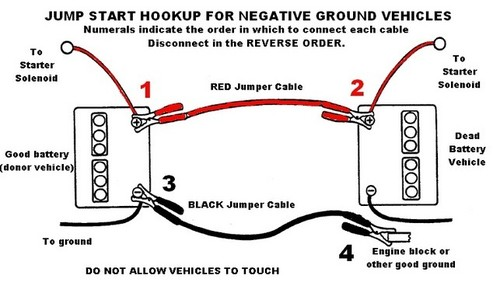 JUMP START HOOKUP FOR NEGATIVE GROUND VEHICLES
Numerals indicate the order in which to connect each cable
Disconnect in the REVERSE ORDER.
To
Starter
Solenoid
To
Starter
Solenoid
1
RED Jumper Cable
2
+
+
Good battery
(donor vehicle)
Dead
Battery
Vehicle
3
-
-
BLACK Jumper Cable
To ground
4
Engine block or
other good ground
DO NOT ALLOW VEHICLES TO TOUCH